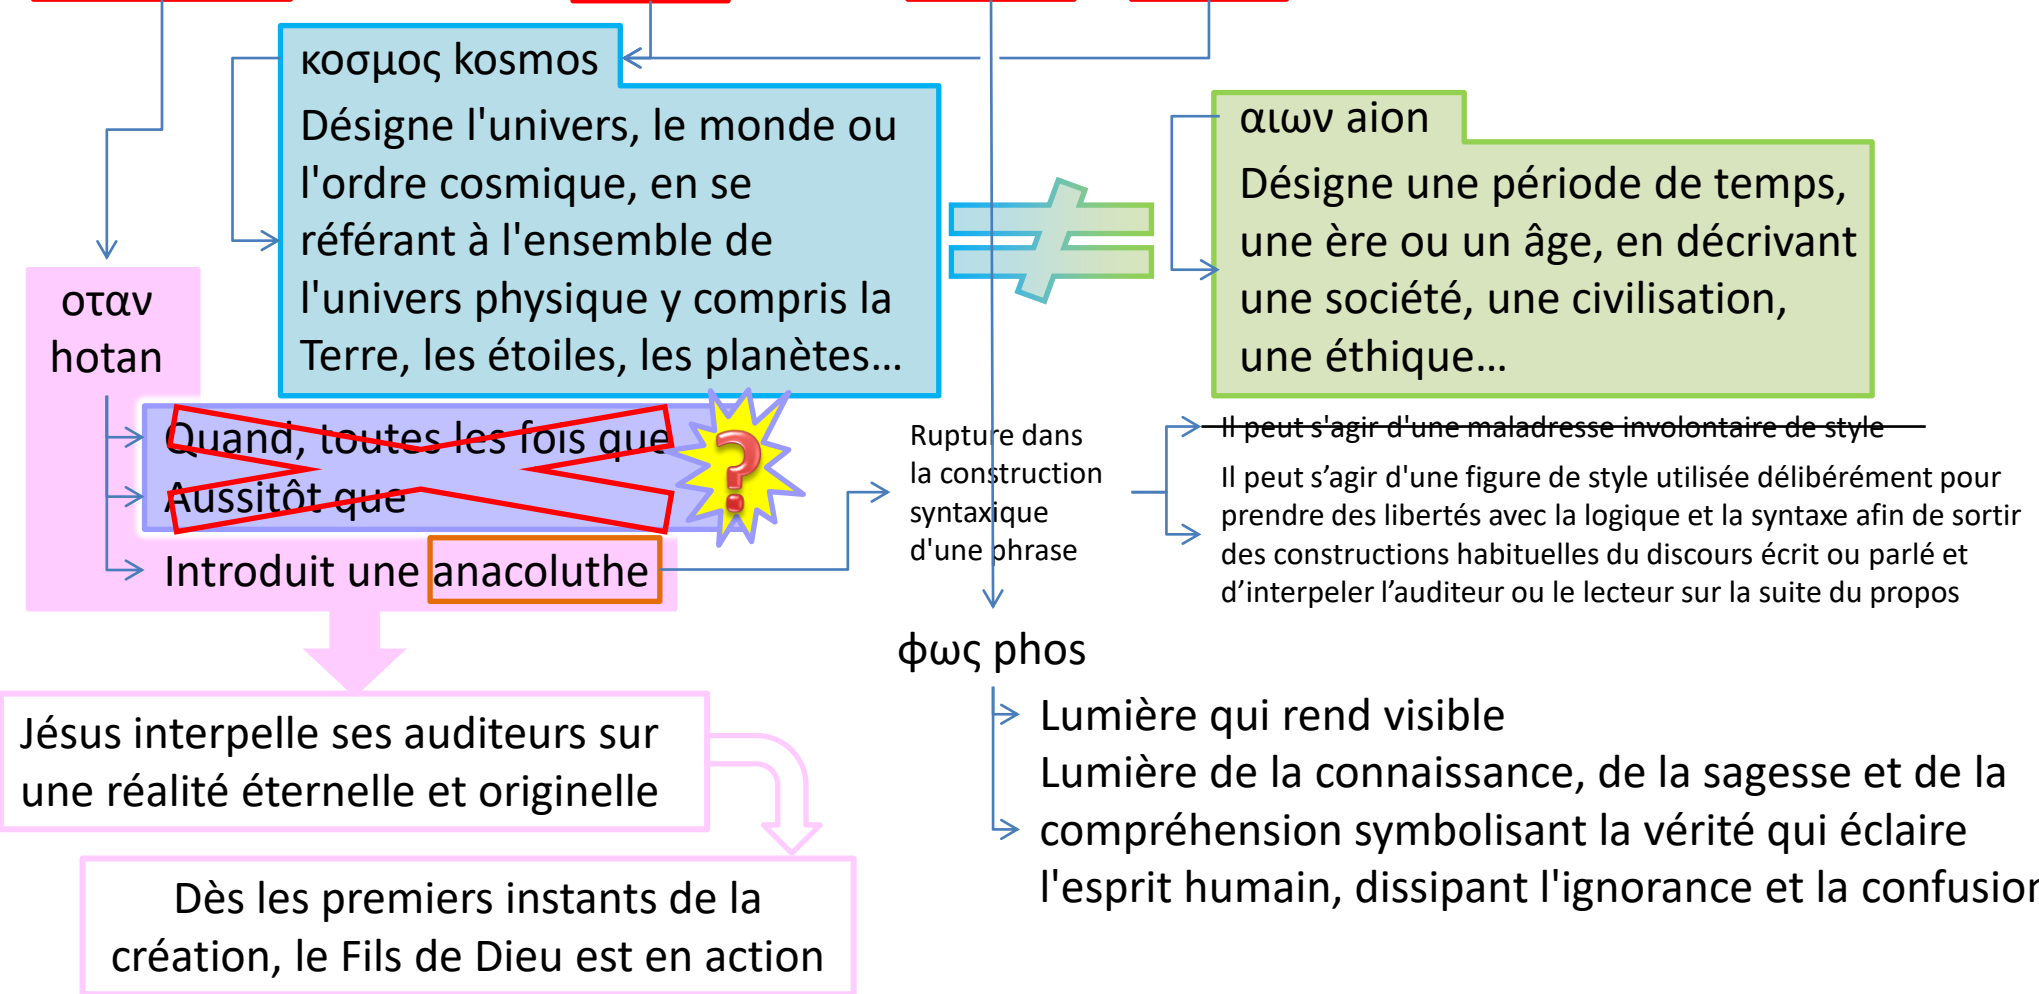 κοσμος kosmos
Désigne l'univers, le monde ou
l'ordre cosmique, en se
référant à l'ensemble de
l'univers physique y compris la
Terre, les étoiles, les planètes…
αιων aion
Désigne une période de temps,
une ère ou un âge, en décrivant
une société, une civilisation,
une éthique…
οταν
hotan
Quand, toutes les fois que
Aussitôt que
?
Introduit une anacoluthe
Rupture dans
la construction
syntaxique
d'une phrase
Il peut s'agir d'une maladresse involontaire de style
Il peut s’agir d'une figure de style utilisée délibérément pour
prendre des libertés avec la logique et la syntaxe afin de sortir
des constructions habituelles du discours écrit ou parlé et
d’interpeler l’auditeur ou le lecteur sur la suite du propos
φως phos
Lumière qui rend visible
Lumière de la connaissance, de la sagesse et de la
compréhension symbolisant la vérité qui éclaire
l'esprit humain, dissipant l'ignorance et la confusion
Jésus interpelle ses auditeurs sur
une réalité éternelle et originelle
Dès les premiers instants de la
création, le Fils de Dieu est en action